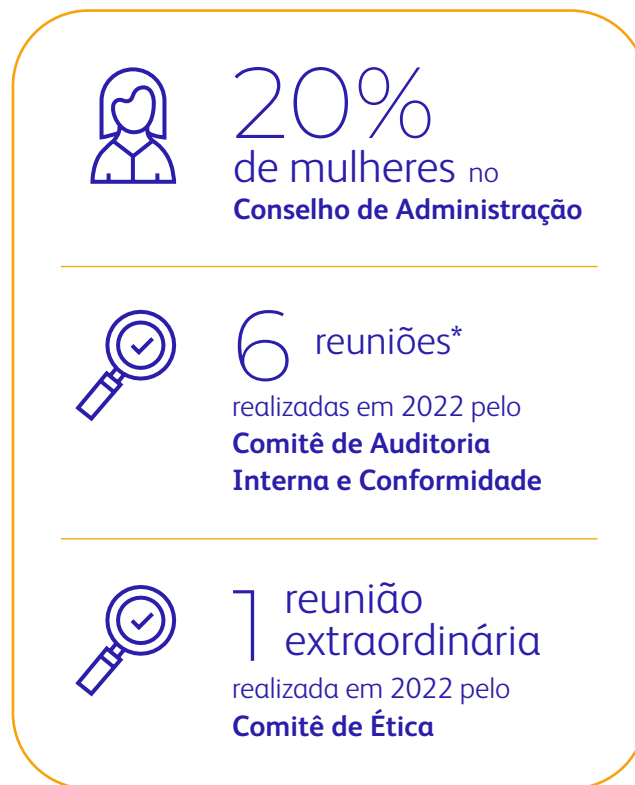 20%
de mulheres no
Conselho de Administração
6 reuniões*
realizadas em 2022 pelo
Comitê de Auditoria
Interna e Conformidade
1 reunião
extraordinária
realizada em 2022 pelo
Comitê de Ética